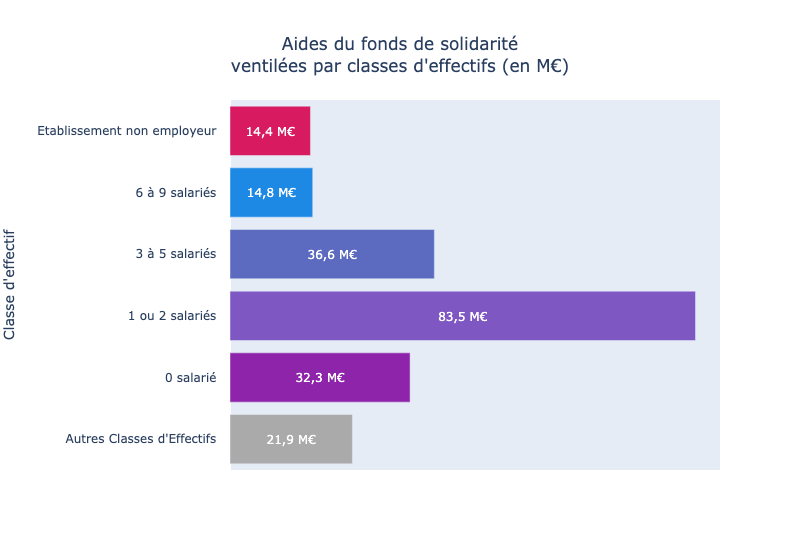 Aides du fonds de solidarité
ventilées par classes d'effectifs (en M€)
Classe d'effectif
Etablissement non employeur
14,4 M€
6 à 9 salariés
14,8 M€
3 à 5 salariés
36,6 M€
1 ou 2 salariés
83,5 M€
0 salarié
32,3 M€
Autres Classes d'Effectifs
21,9 M€